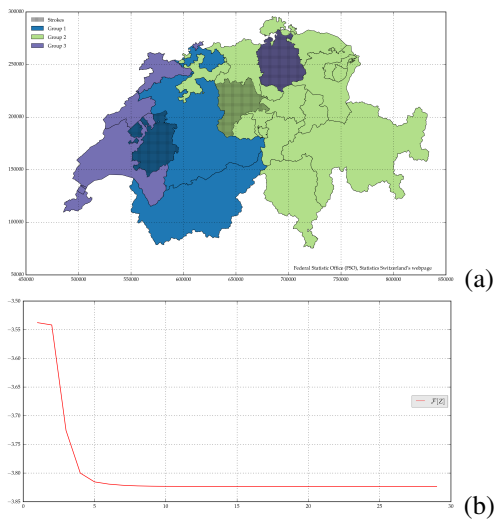 300000
Strokes
Group 1
Group 2
Group 3
250000
200000
150000
100000
Federal Statistic Office (FSO), Statistics Switzerland's webpage
50000
450000 500000 550000 600000 650000 700000 750000 800000 850000
(a)
−3.50
−3.55
−3.60
−3.65
ℱ[Z]
−3.70
−3.75
−3.80
−3.85
0 5 10 15 20 25 30
(b)